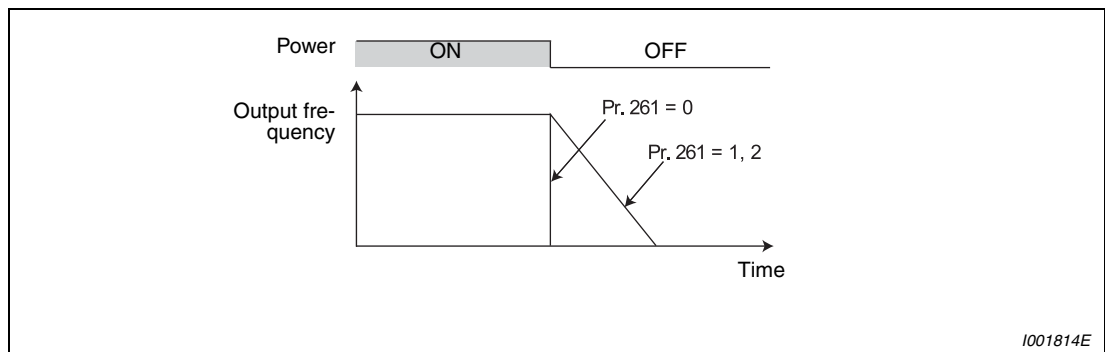 Power
ON
OFF
Output fre-
quency
Pr. 261 = 0
Pr. 261 = 1, 2
Time
I001814E